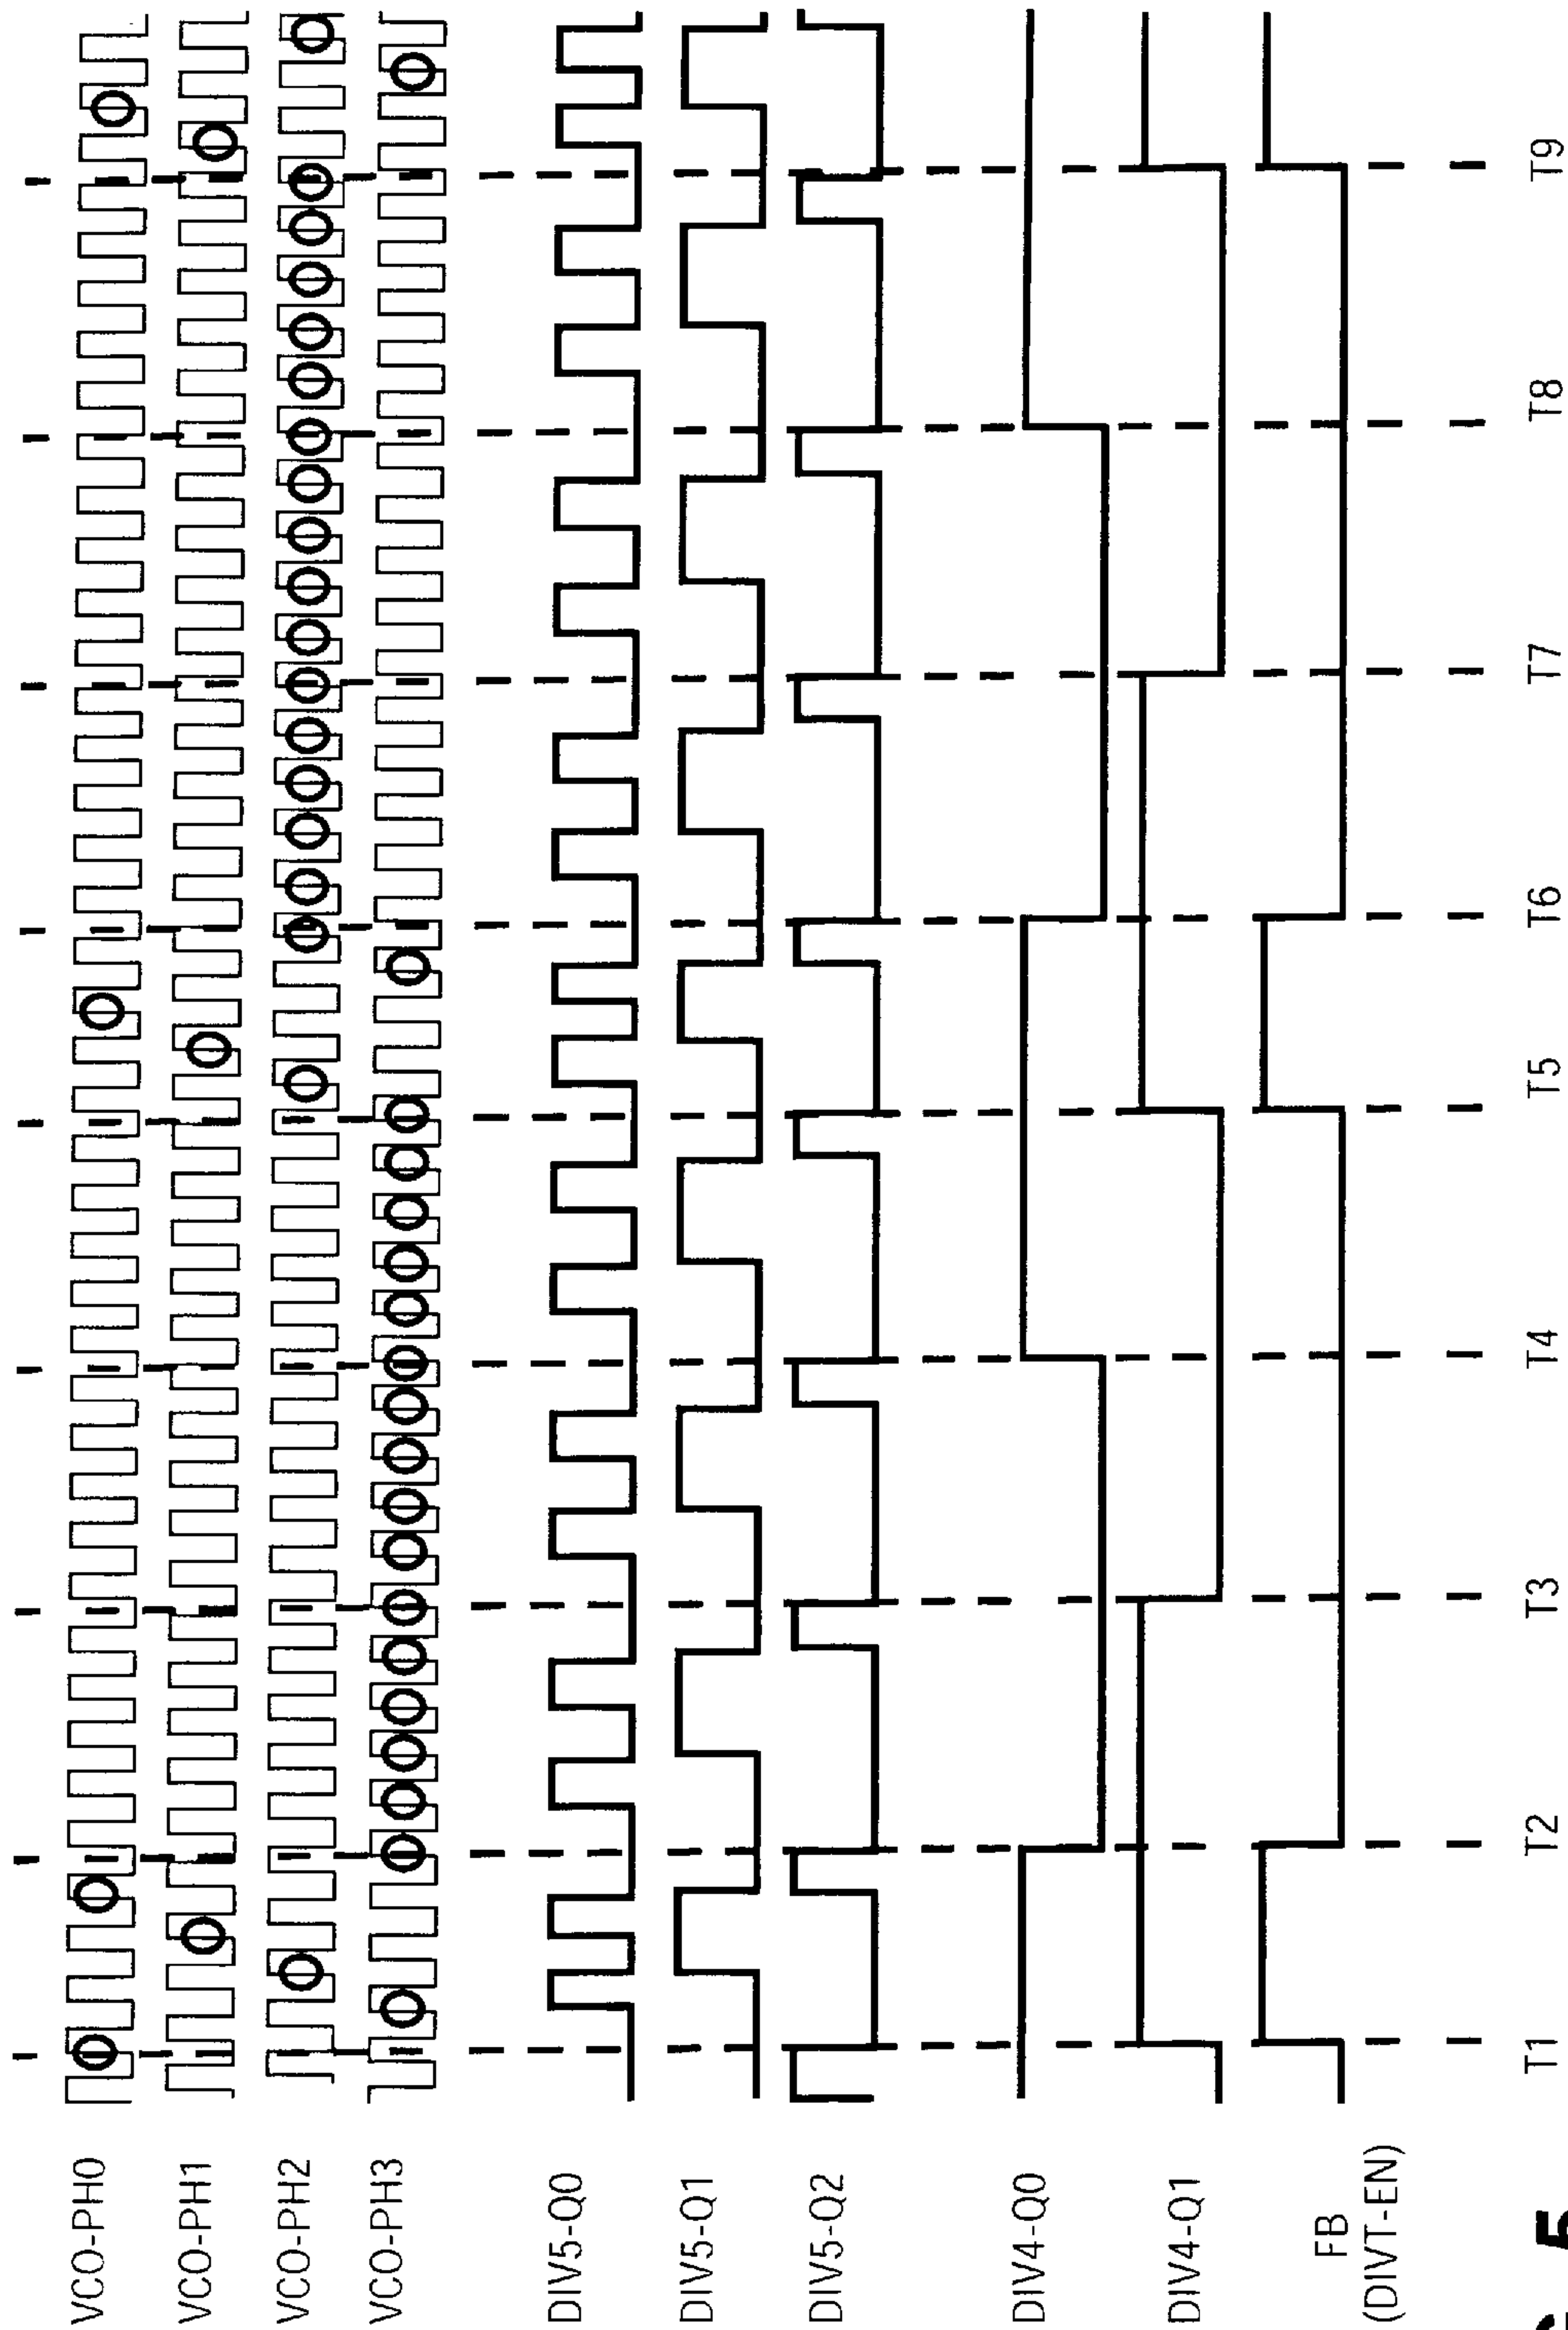 VCO-PH0
VCO-PH1
VCO-PH2
VCO-PH3
DIV5-Q0
DIV5-Q1
DIV5-Q2
DIV4-Q0
DIV4-Q1
FB
(DIVT-EN)
T1 T2 T3 T4 T5 T6 T7 T8 T9
5